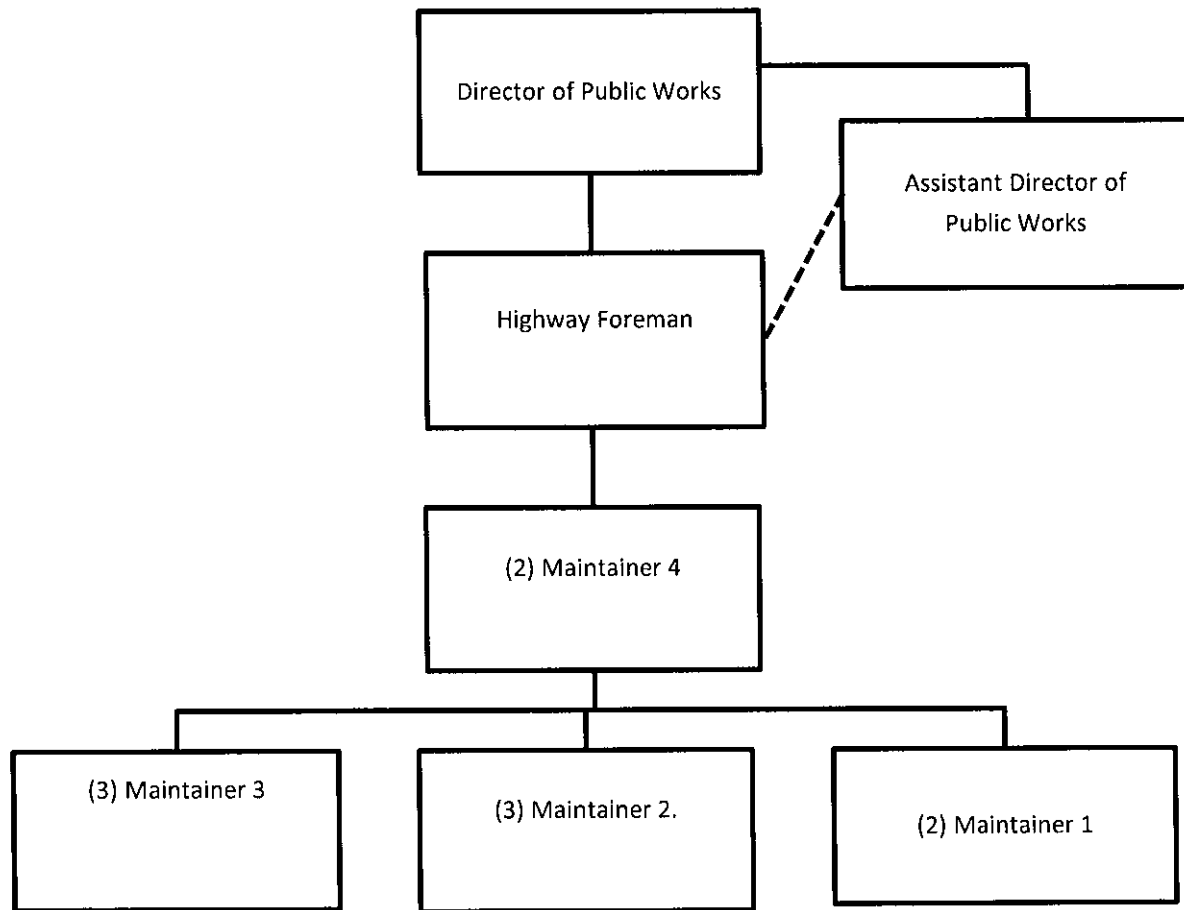 Director of Public Works
Assistant Director of
Public Works
Highway Foreman
(2) Maintainer 4
(3) Maintainer 3
(3) Maintainer 2.
(2) Maintainer 1